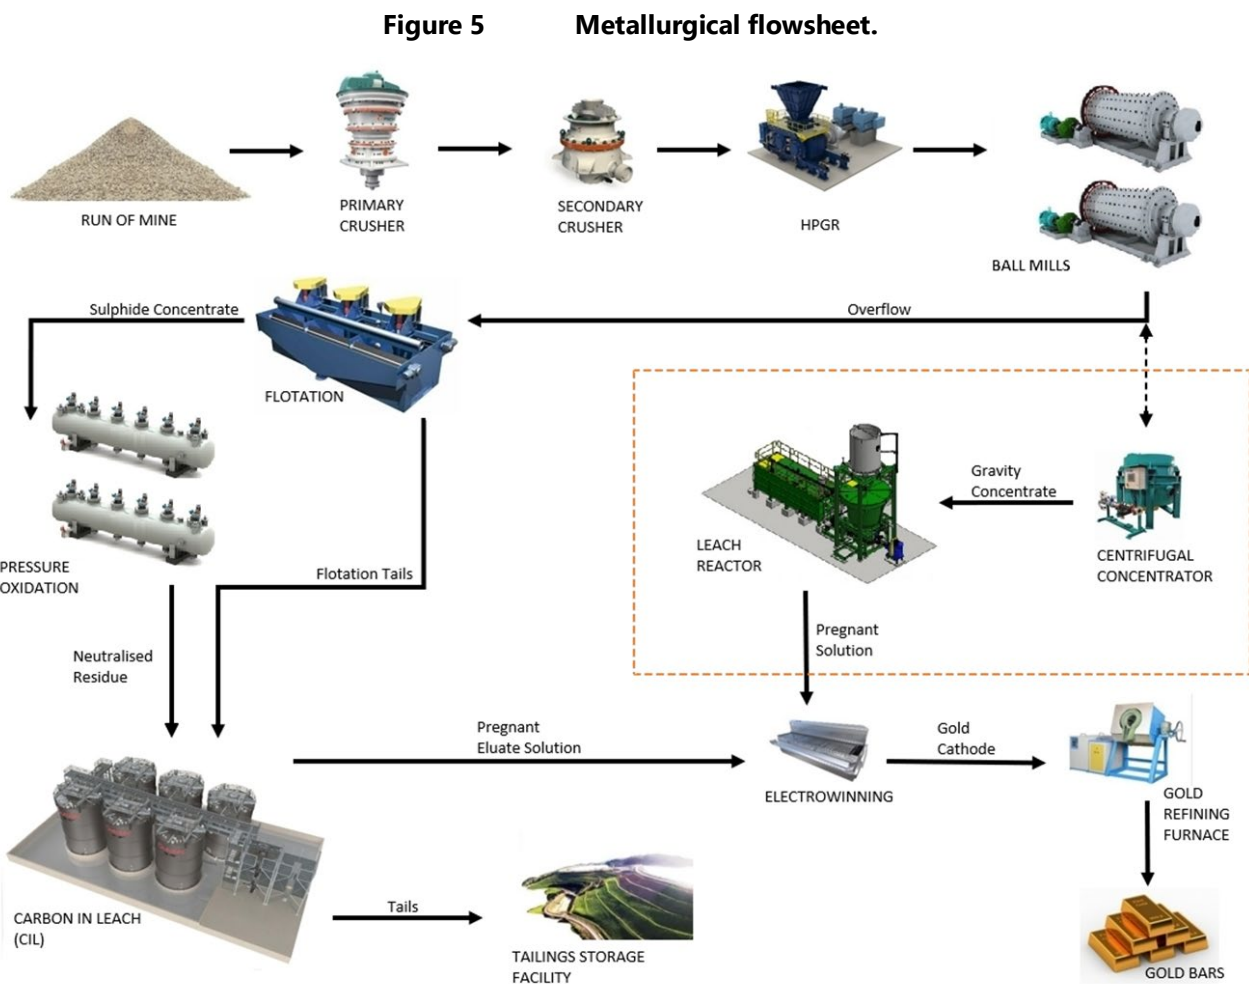 Figure 5 Metallurgical flowsheet.
RUN OF MINE
PRIMARY
CRUSHER
SECONDARY
CRUSHER
HPGR
BALL MILLS
Sulphide Concentrate
Overflow
FLOTATION
Gravity
Concentrate
LEACH
REACTOR
CENTRIFUGAL
CONCENTRATOR
PRESSURE
OXIDATION
Flotation Tails
Pregnant
Solution
Neutralised
Residue
Pregnant
Eluate Solution
Gold
Cathode
ELECTROWINNING
GOLD
REFINING
FURNACE
CARBON IN LEACH
(CIL)
Tails
TAILINGS STORAGE
FACILITY
GOLD BARS